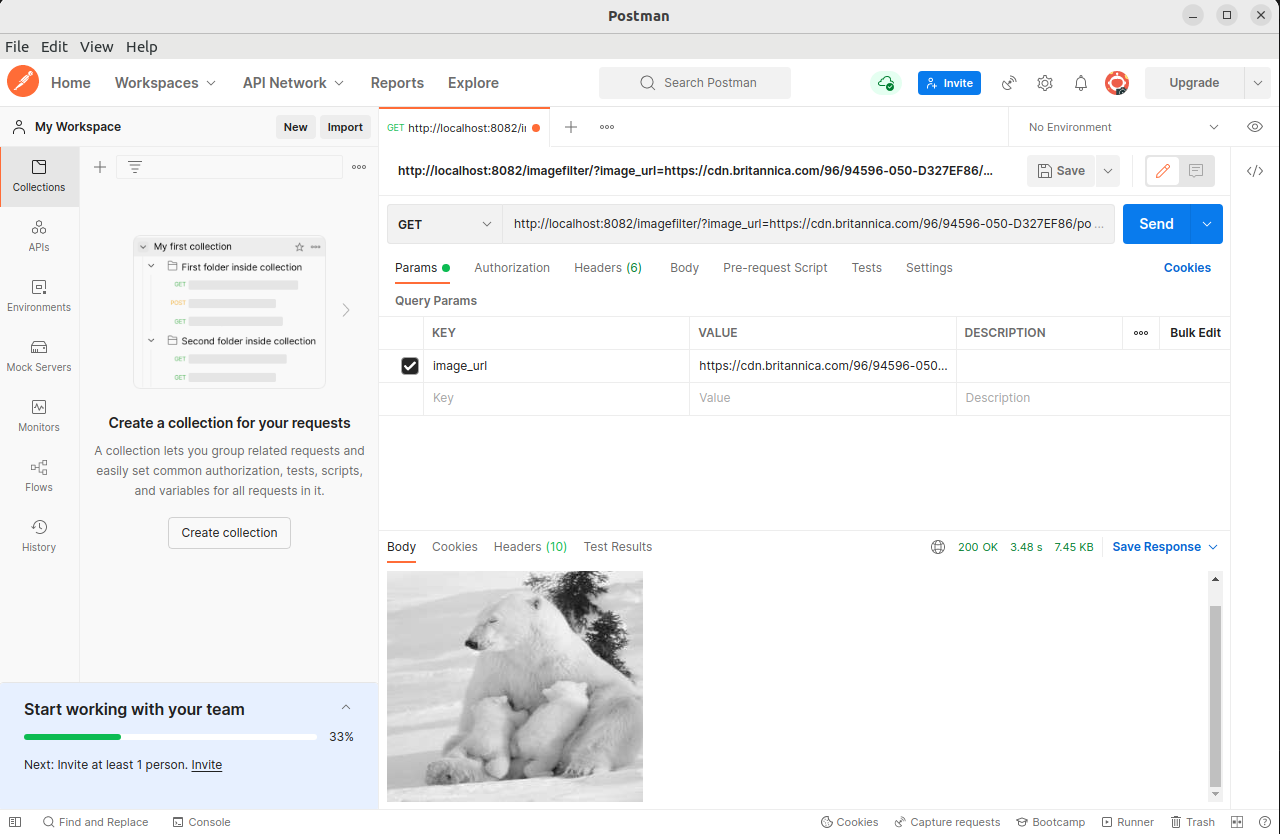 Postman
File Edit View Help
Home Workspaces API Network Reports Explore Search Postman Invite Upgrade
My Workspace New Import GET http://localhost:8082/i No Environment
http://localhost:8082/imagefilter/?image_url=https://cdn.britannica.com/96/94596-050-D327EF86/... Save
Collections
APIs
Environments
Mock Servers
Monitors
Flows
History
My first collection
First folder inside collection
GET
POST
GET
Second folder inside collection
GET
GET
Create a collection for your requests
A collection lets you group related requests and
easily set common authorization, tests, scripts,
and variables for all requests in it.
Create collection
Start working with your team
33%
Next: Invite at least 1 person. Invite
GET http://localhost:8082/imagefilter/?image_url=https://cdn.britannica.com/96/94596-050-D327EF86/po ... Send
Params Authorization Headers (6) Body Pre-request Script Tests Settings Cookies
Query Params
KEY VALUE DESCRIPTION Bulk Edit
image_url https://cdn.britannica.com/96/94596-050...
Key Value Description
Body Cookies Headers (10) Test Results 200 OK 3.48 s 7.45 KB Save Response
Find and Replace Console Cookies Capture requests Bootcamp Runner Trash